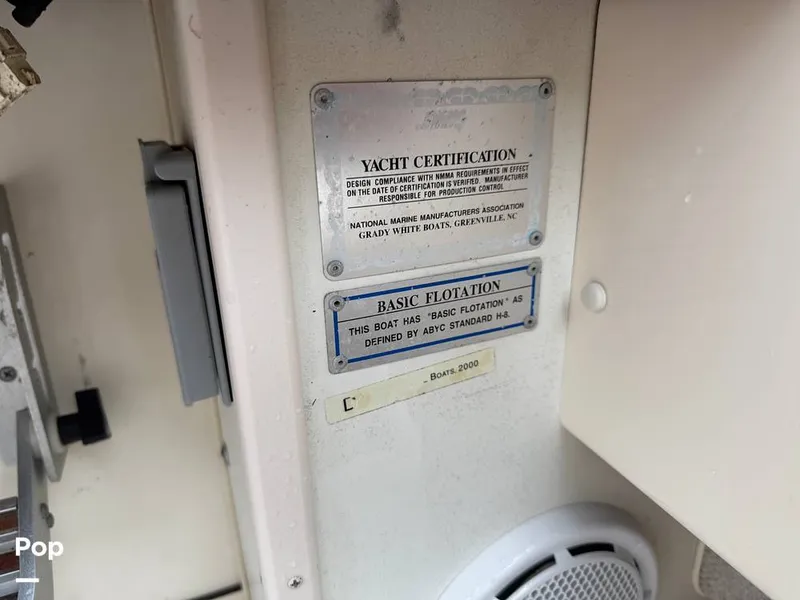 YACHT CERTIFICATION
DESIGN COMPLIANCE WITH NMMA REQUIREMENTS IN EFFECT
ON THE DATE OF CERTIFICATION IS VERIFIED. MANUFACTURER
RESPONSIBLE FOR PRODUCTION CONTROL
NATIONAL MARINE MANUFACTURERS ASSOCIATION
GRADY WHITE BOATS, GREENVILLE, NC
BASIC FLOTATION
THIS BOAT HAS "BASIC FLOTATION" AS
DEFINED BY ABYC STANDARD H-8.
BOATS, 2000
Pop